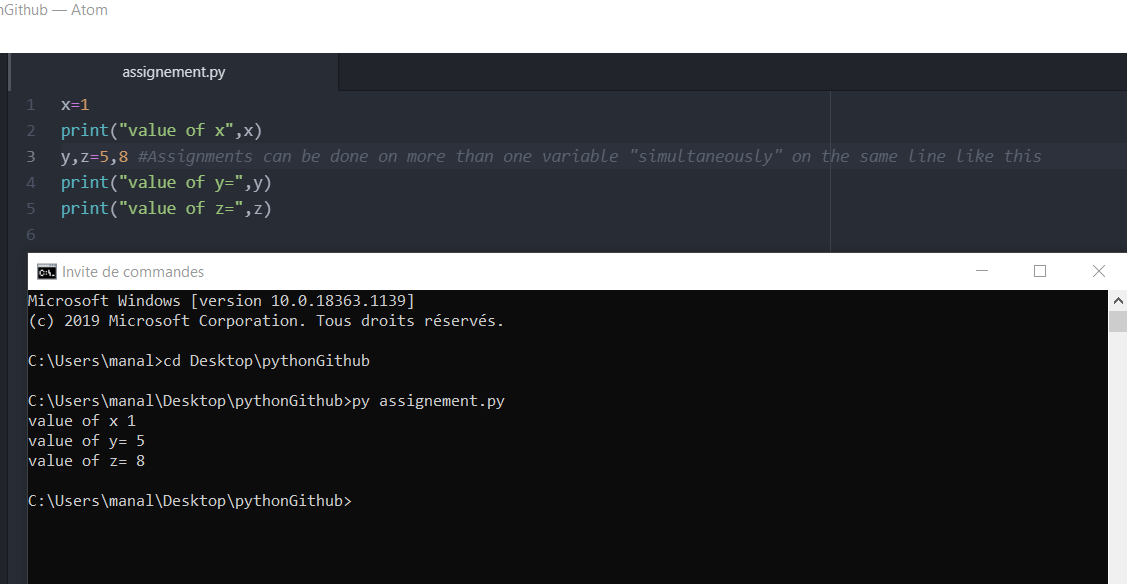 nGithub — Atom
assignement.py
1 x=1
2 print("value of x",x)
3 y,z=5,8 #Assignments can be done on more than one variable "simultaneously" on the same line like this
4 print("value of y=",y)
5 print("value of z=",z)
6
C:\. Invite de commandes
Microsoft Windows [version 10.0.18363.1139]
(c) 2019 Microsoft Corporation. Tous droits réservés.
C:\Users\manal>cd Desktop\pythonGithub
C:\Users\manal\Desktop\pythonGithub>py assignement.py
value of x 1
value of y= 5
value of z= 8
C:\Users\manal\Desktop\pythonGithub>